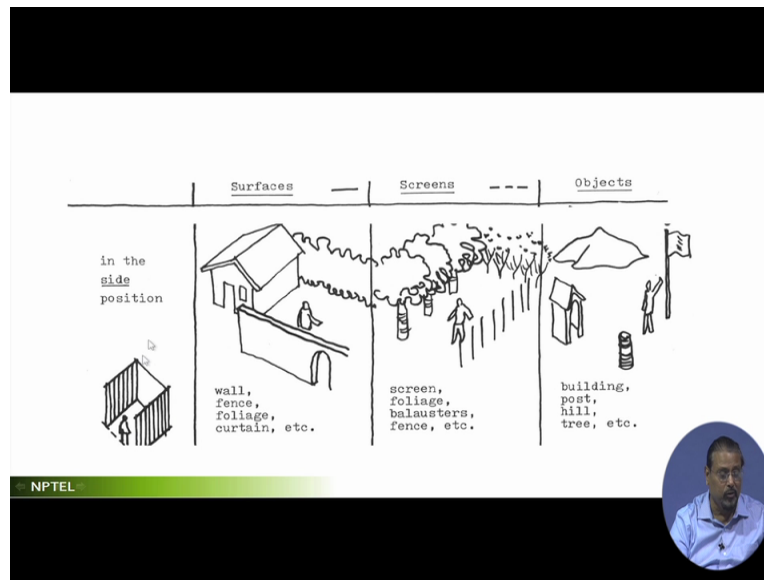 Surfaces
Screens
Objects
in the
side
position
wall,
fence,
foliage,
curtain, etc.
screen,
foliage,
balausters,
fence, etc.
building,
post,
hill,
tree, etc.
NPTEL